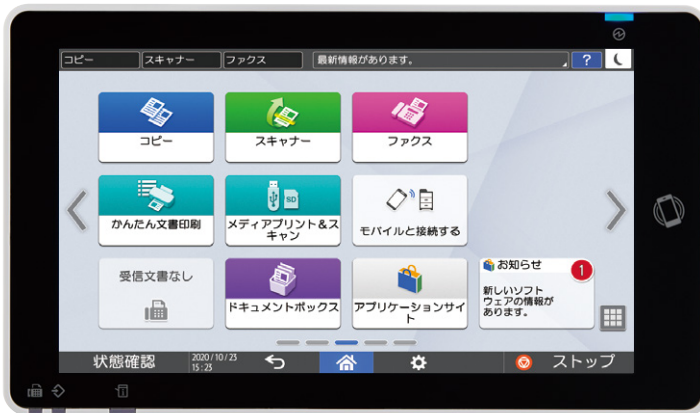 コピー
スキャナー
ファクス
最新情報があります。
?
コピー
スキャナー
ファクス
かんたん文書印刷
SD
メディアプリント&ス
キャン
モバイルと接続する
受信文書なし
ドキュメントボックス
アプリケーションサイ
ト
お知らせ
1
新しいソフト
ウェアの情報が
あります。
状態確認
2020/10/23
15:23
ストップ